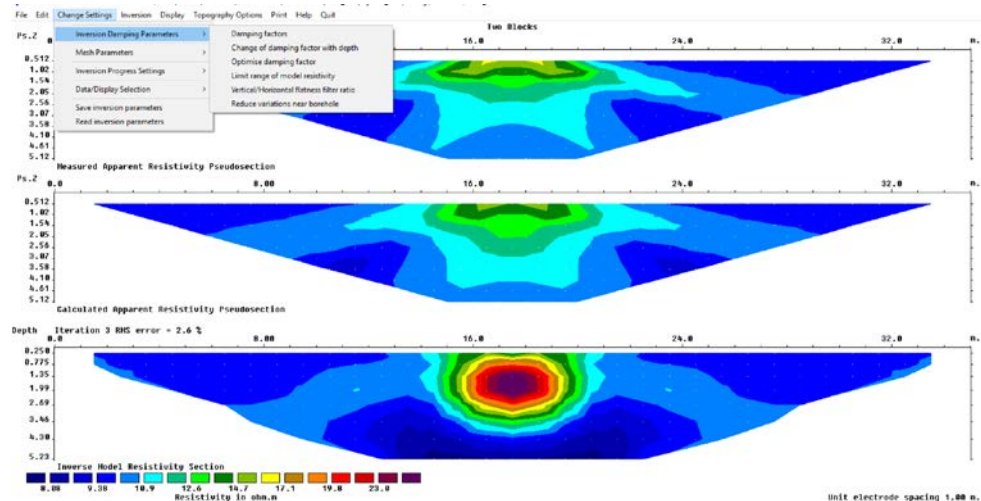 File Edit Change Settings Inversion Display Topography Options Print Help Quit
Inversion Damping Parameters >
Mesh Parameters >
Inversion Progress Settings >
Data/Display Selection >
Save inversion parameters
Read inversion parameters
Damping factors
Change of damping factor with depth
Optimise damping factor
Limit range of model resistivity
Vertical/Horizontal flatness filter ratio
Reduce variations near borehole
Two Blocks
Ps.Z 16.0 24.0 32.0 m.
0.512
1.02
1.54
2.05
2.56
3.07
3.58
4.10
4.61
5.12
Measured Apparent Resistivity Pseudosection
Ps.Z 0.0 8.00 16.0 24.0 32.0 m.
0.512
1.02
1.54
2.05
2.56
3.07
3.58
4.10
4.61
5.12
Calculated Apparent Resistivity Pseudosection
Depth Iteration 3 RMS error = 2.6 %
0.0 8.00 16.0 24.0 32.0 m.
0.250
0.775
1.35
1.99
2.69
3.46
4.30
5.23
Inverse Model Resistivity Section
8.08 9.38 10.9 12.6 14.7 17.1 19.8 23.0
Resistivity in ohm.m
Unit electrode spacing 1.00 m.